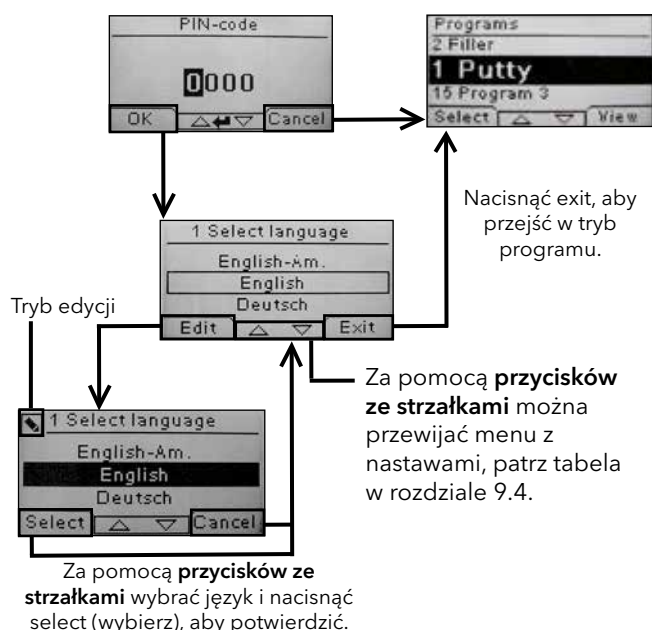 PIN-code
0000
OK
Cancel
Programs
2 Filler
1 Putty
15 Program 3
Select
View
Nacisnąć exit, aby
przejść w tryb
programu.
1 Select language
English-Am.
English
Deutsch
Edit
Exit
Tryb edycji
Za pomocą przycisków
ze strzałkami można
przewijać menu z
nastawami, patrz tabela
w rozdziale 9.4.
1 Select language
English-Am.
English
Deutsch
Select
Cancel
Za pomocą przycisków ze
strzałkami wybrać język i nacisnąć
select (wybierz), aby potwierdzić.